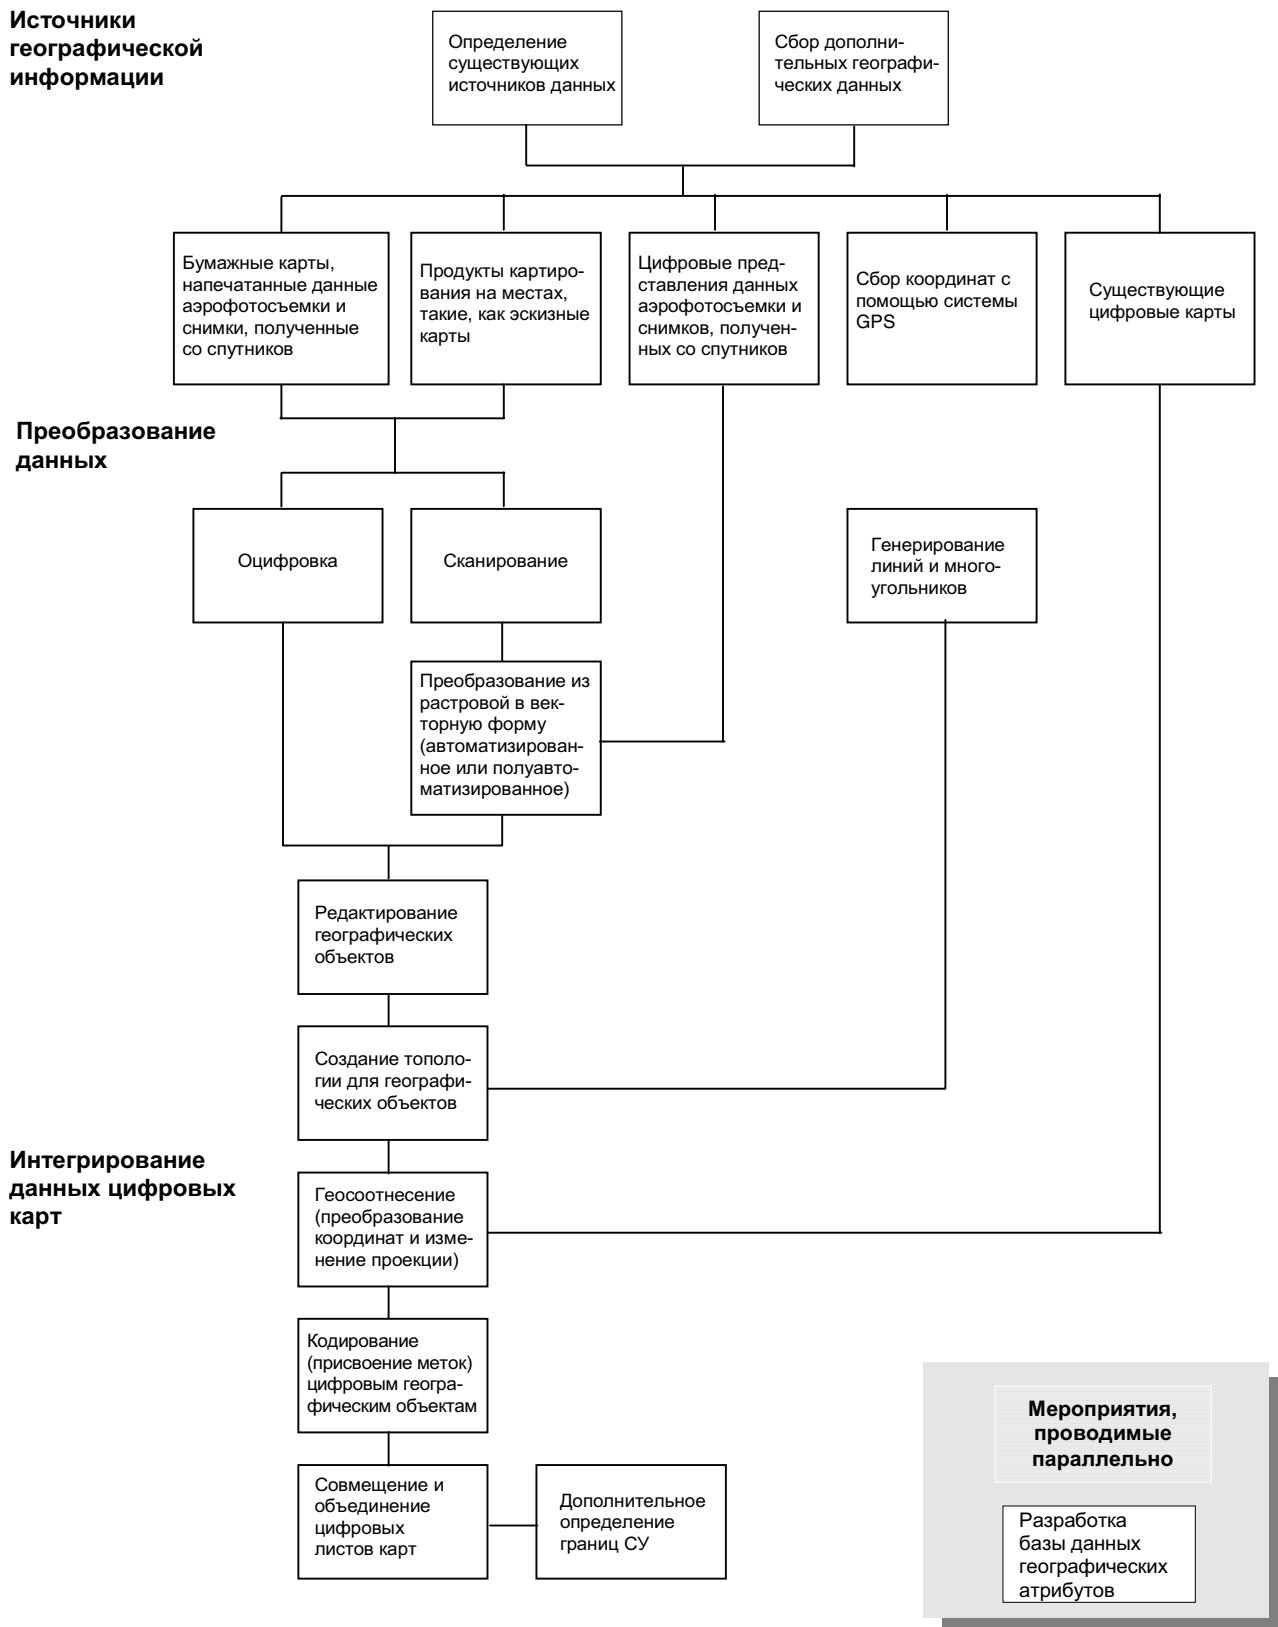 Источники
географической
информации
Определение
существующих
источников данных
Сбор дополни-
тельных географи-
ческих данных
Бумажные карты,
напечатанные данные
аэрофотосъемки и
снимки, полученные
со спутников
Продукты картиро-
вания на местах,
такие, как эскизные
карты
Цифровые пред-
ставления данных
аэрофотосъемки и
снимков, получен-
ных со спутников
Сбор координат с
помощью системы
GPS
Существующие
цифровые карты
Преобразование
данных
Оцифровка
Сканирование
Генерирование
линий и много-
угольников
Преобразование из
растровой в век-
торную форму
(автоматизирован-
ное или полуавто-
матизированное)
Редактирование
географических
объектов
Создание тополо-
гии для географи-
ческих объектов
Интегрирование
данных цифровых
карт
Геосоотнесение
(преобразование
координат и изме-
нение проекции)
Кодирование
(присвоение меток)
цифровым геогра-
фическим объектам
Совмещение и
объединение
цифровых
листов карт
Дополнительное
определение
границ СУ
Мероприятия,
проводимые
параллельно
Разработка
базы данных
географических
атрибутов